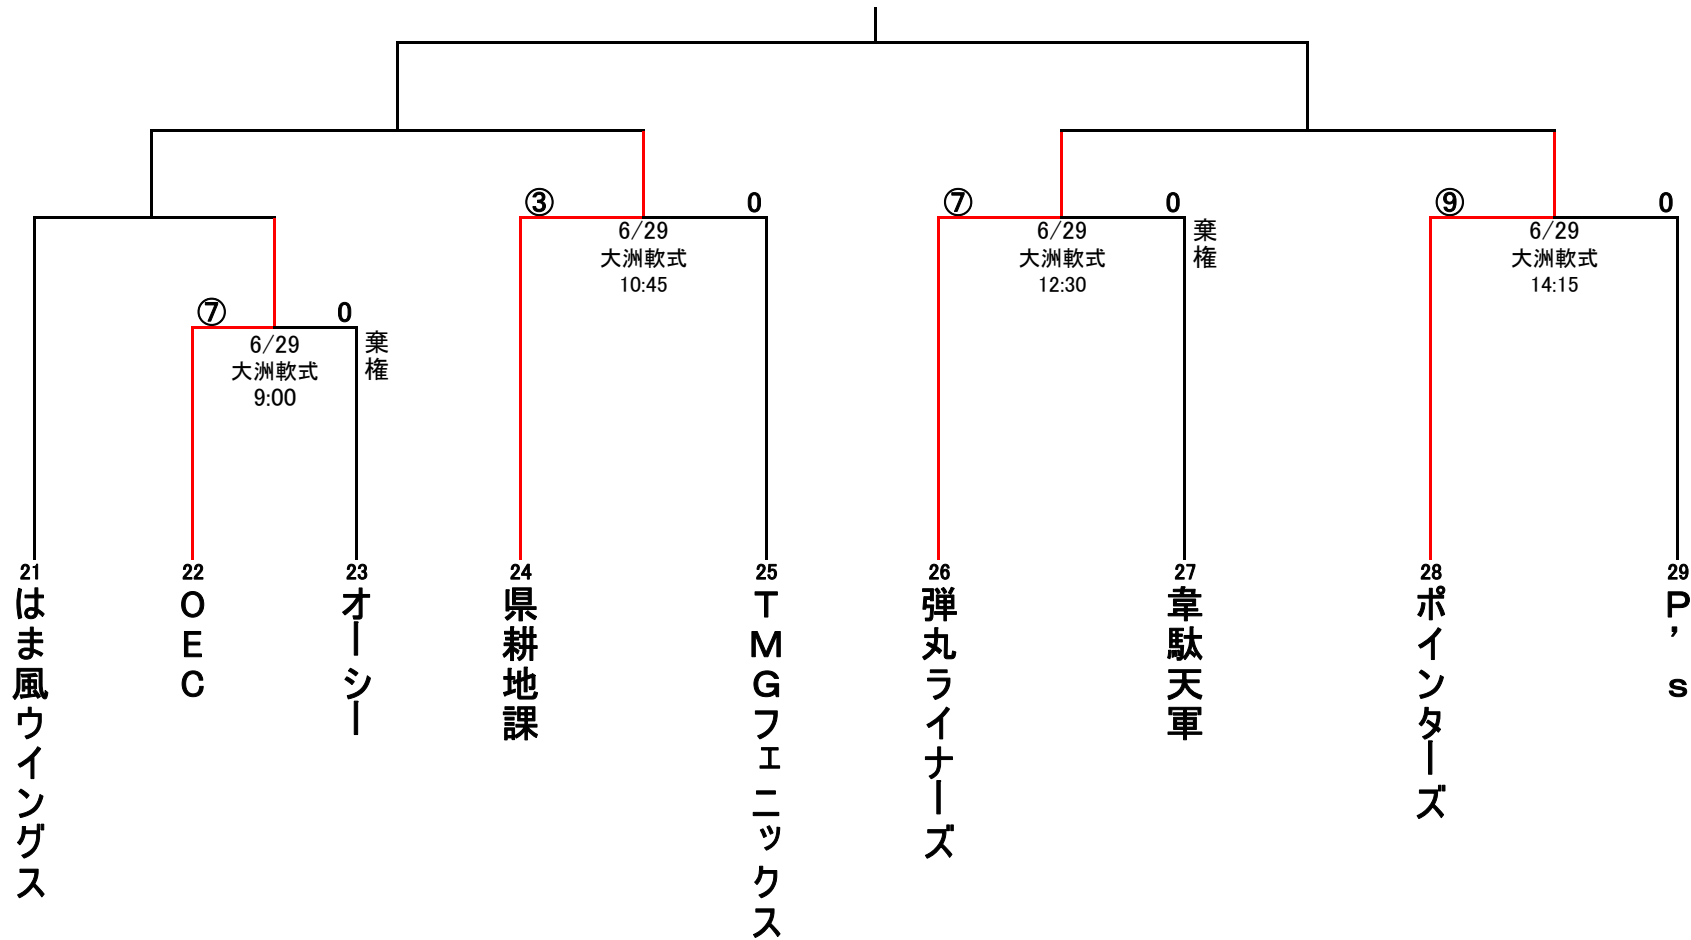 ③ 0
⑦ 0
⑨ 0
6/29
大洲軟式
10:45
6/29
大洲軟式
12:30
棄権
6/29
大洲軟式
14:15
⑦ 0
6/29
大洲軟式
9:00
棄権
21
はま風ウイングス
22
ＯＥＣ
23
オーシー
24
県耕地課
25
ＴＭＧフェニックス
26
弾丸ライナーズ
27
韋駄天軍
28
ポインターズ
29
Ｐ’ｓ